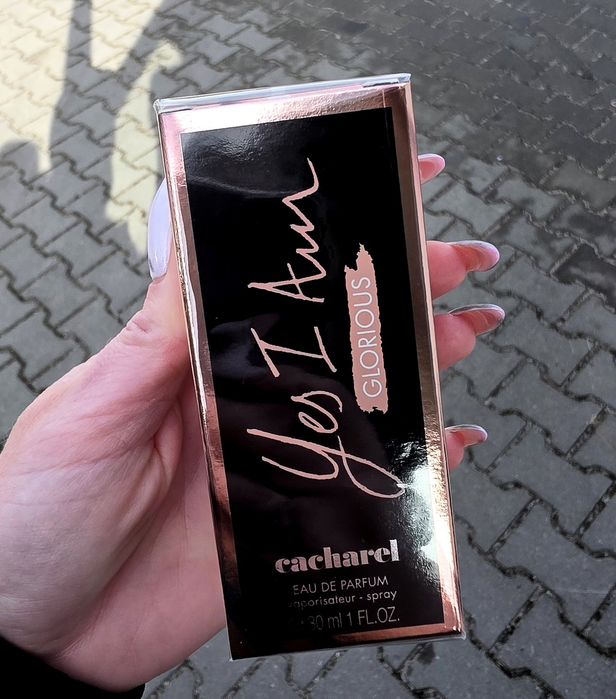 Yes I Am
GLORIOUS
cacharel
EAU DE PARFUM
vaporisateur - spray
30 ml 1 FL.OZ.